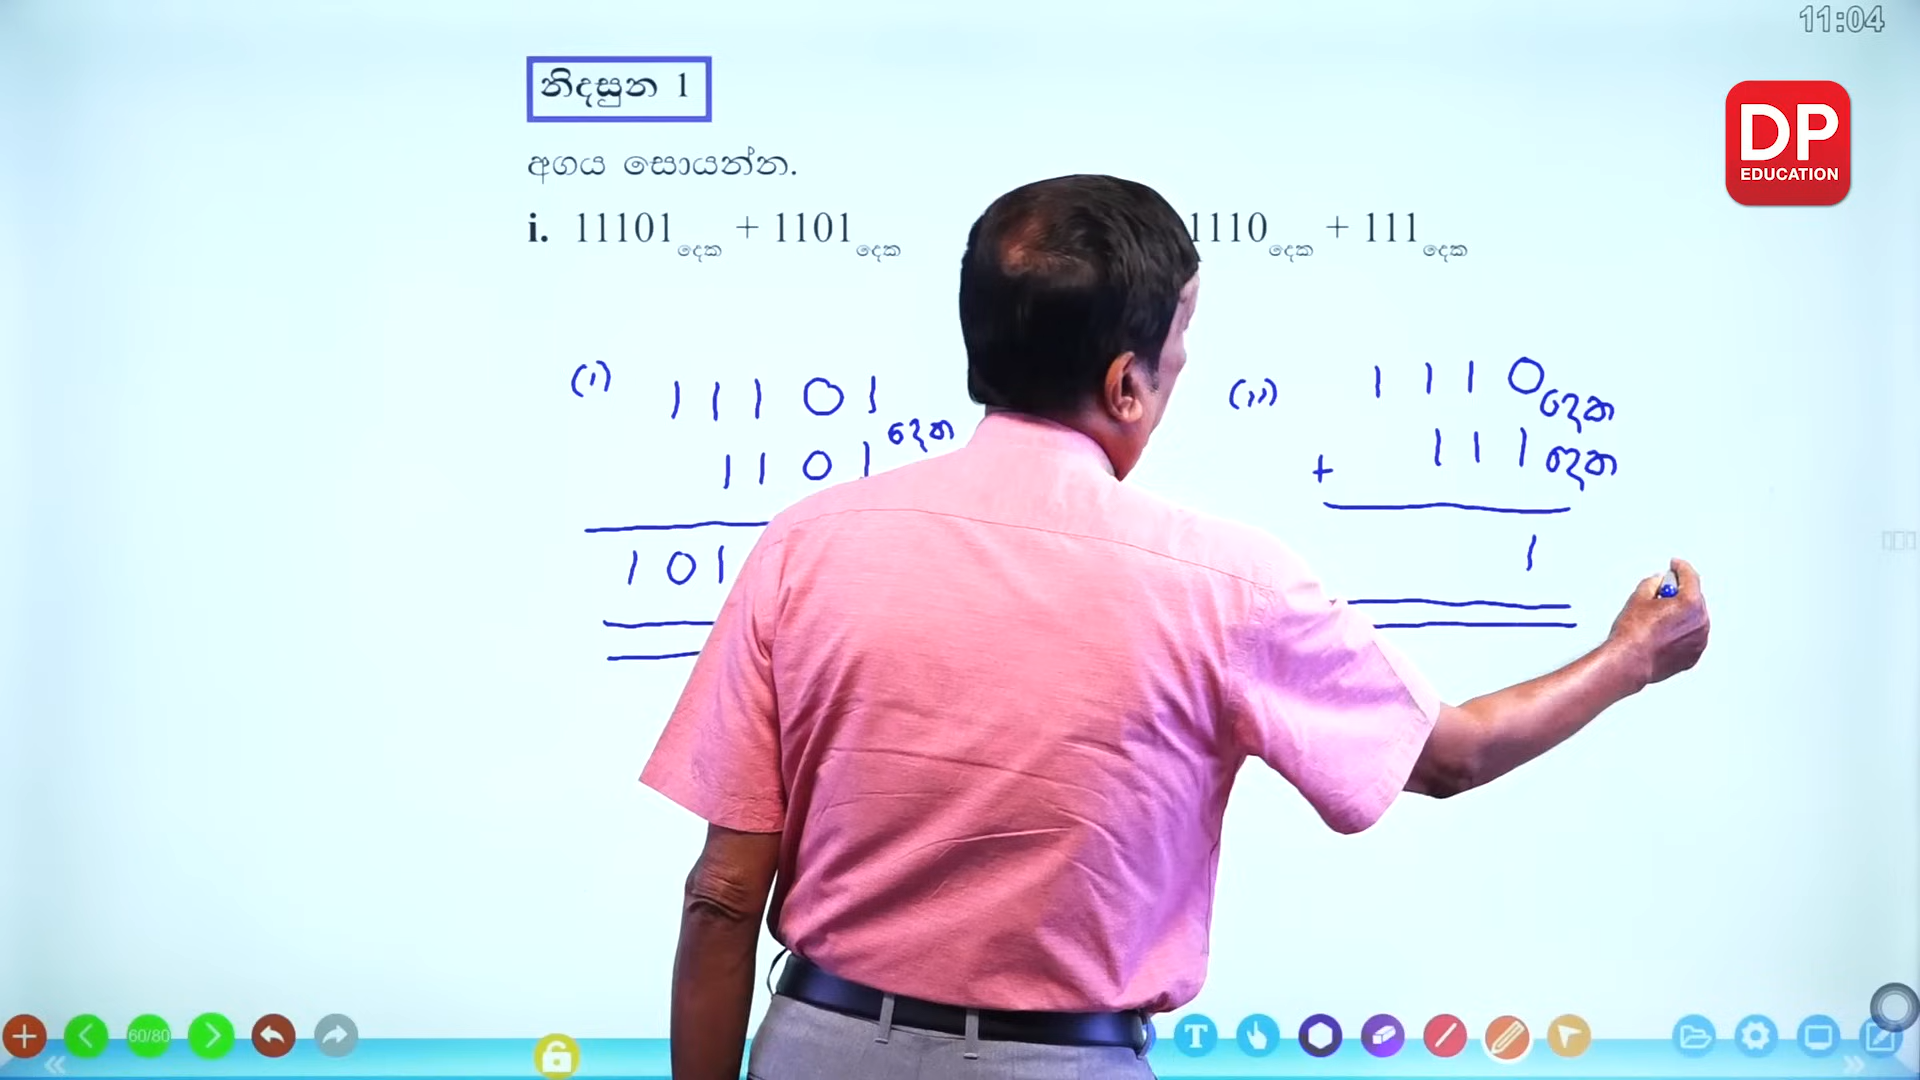 11:04
DP
EDUCATION
නිදසුන 1
අගය සොයන්න.
i. 11101දෙක + 1101දෙක 1110දෙක + 111දෙක
(i) 11101දෙක
1101
101
(ii) 1110දෙක
+ 111දෙක
1
60/80
T